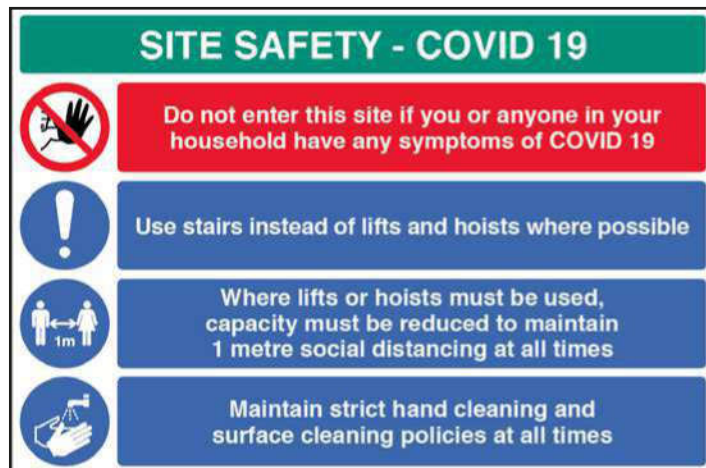 SITE SAFETY - COVID 19
Do not enter this site if you or anyone in your
household have any symptoms of COVID 19
Use stairs instead of lifts and hoists where possible
Where lifts or hoists must be used,
capacity must be reduced to maintain
1 metre social distancing at all times
1m
Maintain strict hand cleaning and
surface cleaning policies at all times